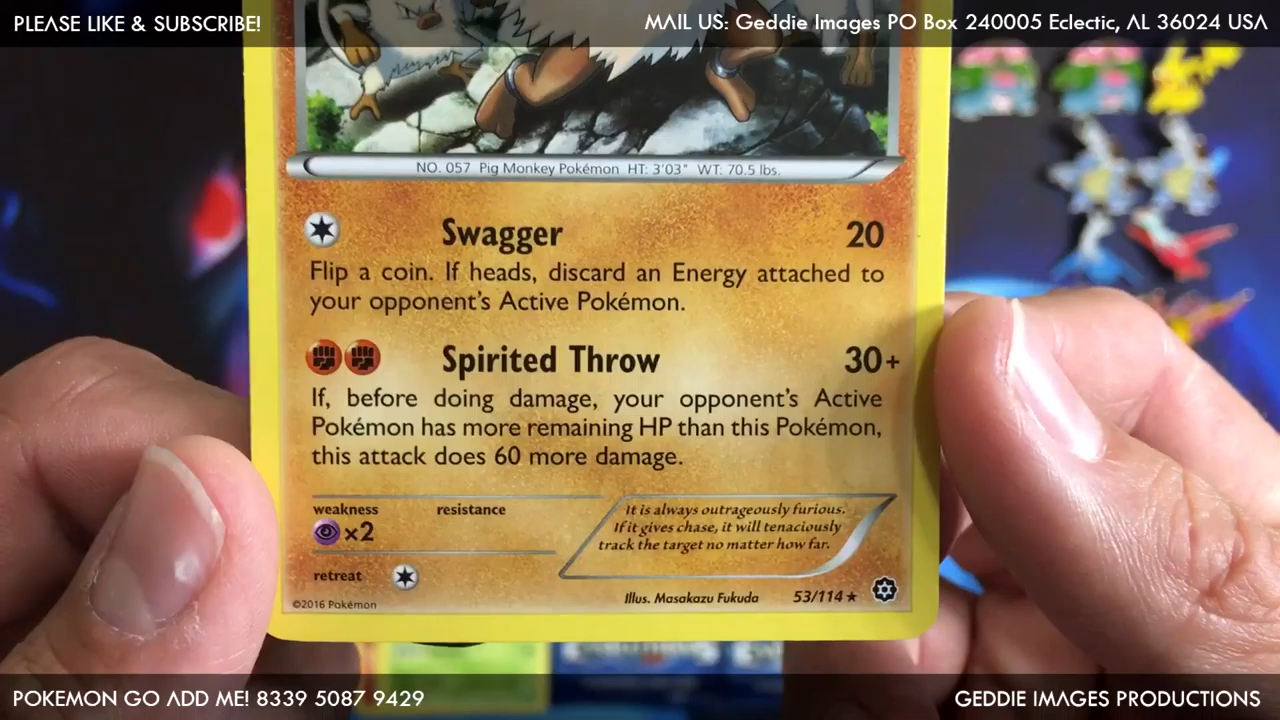 PLEASE LIKE & SUBSCRIBE!
MAIL US: Geddie Images PO Box 240005 Eclectic, AL 36024 USA
NO. 057 Pig Monkey Pokémon HT: 3'03" WT: 70.5 lbs.
Swagger 20
Flip a coin. If heads, discard an Energy attached to
your opponent's Active Pokémon.
Spirited Throw 30+
If, before doing damage, your opponent's Active
Pokémon has more remaining HP than this Pokémon,
this attack does 60 more damage.
weakness resistance
×2
It is always outrageously furious.
If it gives chase, it will tenaciously
track the target no matter how far.
retreat
©2016 Pokémon
Illus. Masakazu Fukuda 53/114 ★
POKEMON GO ADD ME! 8339 5087 9429
GEDDIE IMAGES PRODUCTIONS